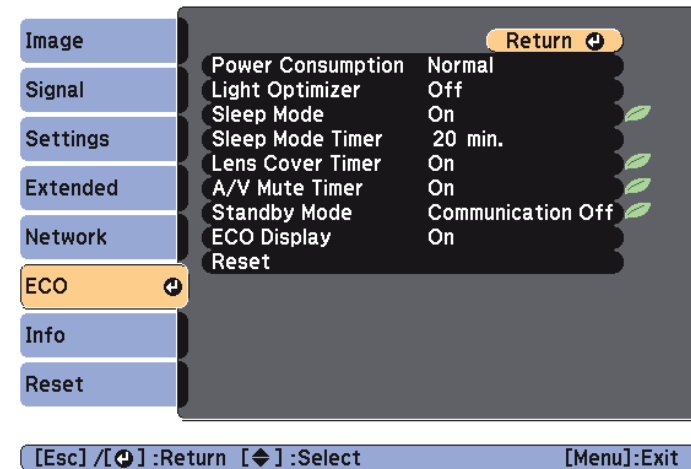 Image
Signal
Settings
Extended
Network
ECO
Info
Reset
Return
Power Consumption Normal
Light Optimizer Off
Sleep Mode On
Sleep Mode Timer 20 min.
Lens Cover Timer On
A/V Mute Timer On
Standby Mode Communication Off
ECO Display On
Reset
[Esc] /[ ] :Return [ ] :Select [Menu]:Exit